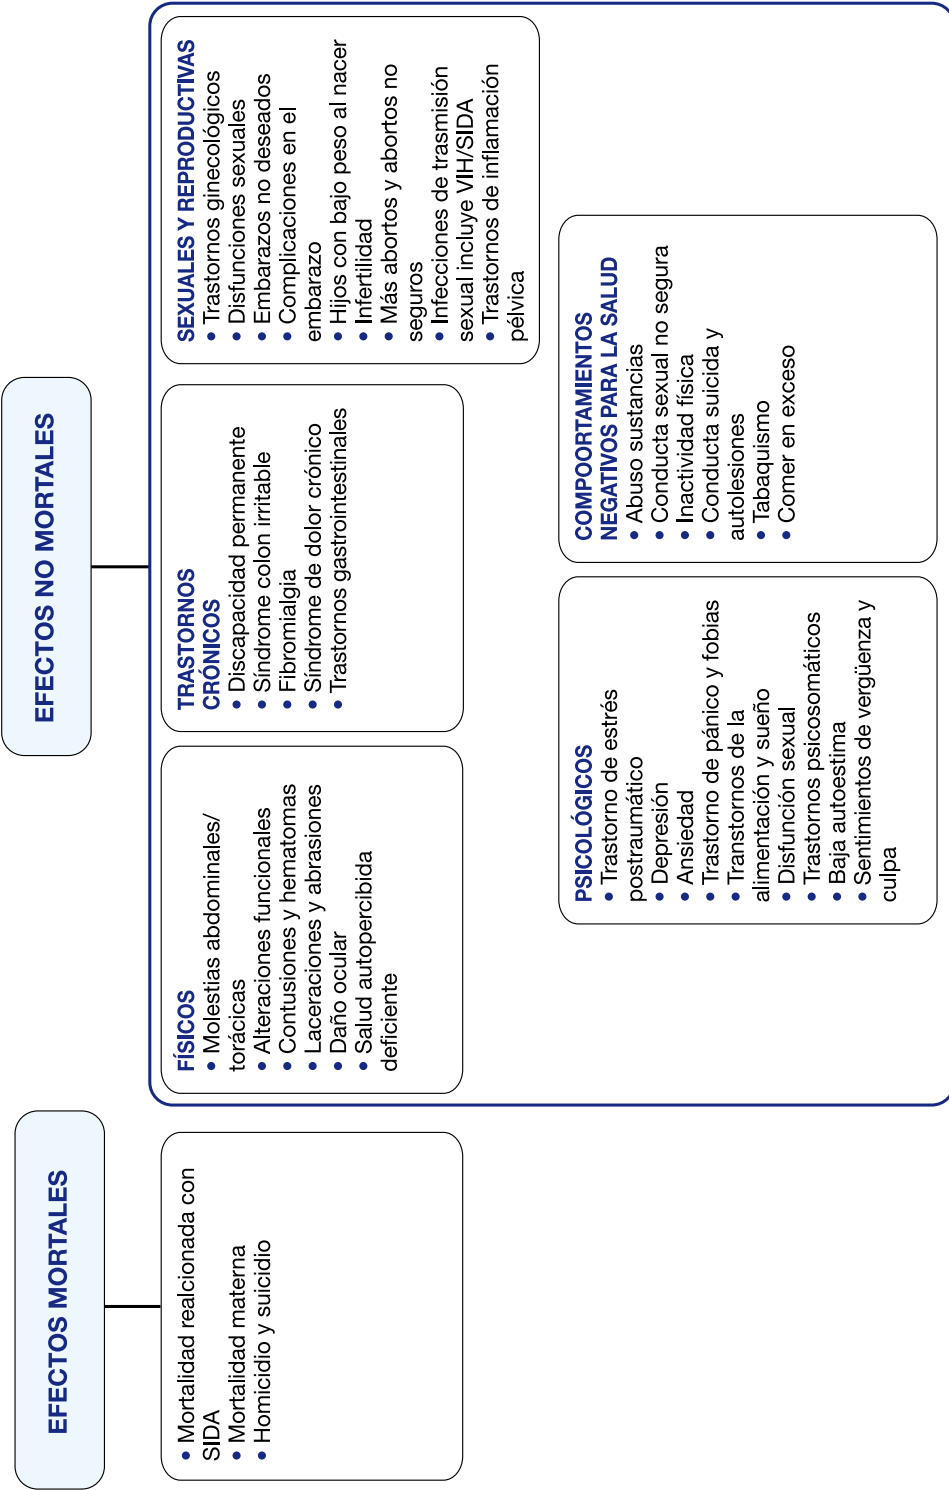 EFECTOS MORTALES
• Mortalidad realcionada con
SIDA
• Mortalidad materna
• Homicidio y suicidio
EFECTOS NO MORTALES
FÍSICOS
• Molestias abdominales/
torácicas
• Alteraciones funcionales
• Contusiones y hematomas
• Laceraciones y abrasiones
• Daño ocular
• Salud autopercibida
deficiente
TRASTORNOS
CRÓNICOS
• Discapacidad permanente
• Síndrome colon irritable
• Fibromialgia
• Síndrome de dolor crónico
• Trastornos gastrointestinales
SEXUALES Y REPRODUCTIVAS
• Trastornos ginecológicos
• Disfunciones sexuales
• Embarazos no deseados
• Complicaciones en el
embarazo
• Hijos con bajo peso al nacer
• Infertilidad
• Más abortos y abortos no
seguros
• Infecciones de trasmisión
sexual incluye VIH/SIDA
• Trastornos de inflamación
pélvica
PSICOLÓGICOS
• Trastorno de estrés
postraumático
• Depresión
• Ansiedad
• Trastorno de pánico y fobias
• Transtornos de la
alimentación y sueño
• Disfunción sexual
• Trastornos psicosomáticos
• Baja autoestima
• Sentimientos de vergüenza y
culpa
COMPOORTAMIENTOS
NEGATIVOS PARA LA SALUD
• Abuso sustancias
• Conducta sexual no segura
• Inactividad física
• Conducta suicida y
autolesiones
• Tabaquismo
• Comer en exceso